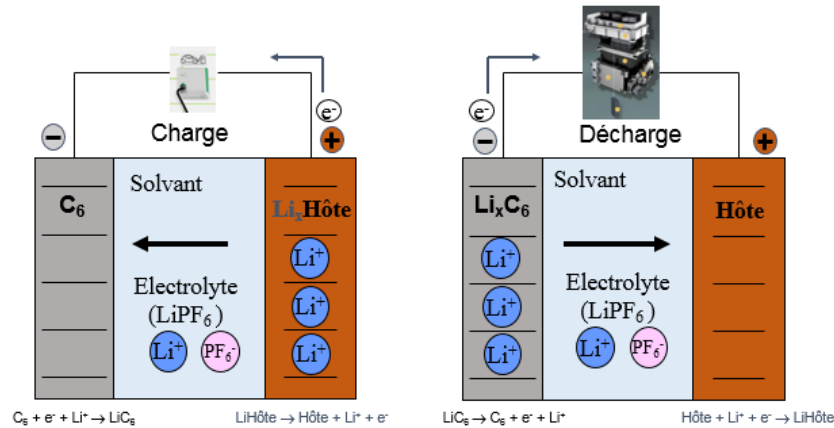 e⁻
− Charge +
Solvant
C₆
LiₓHôte
Li⁺
Electrolyte
Li⁺
(LiPF₆)
Li⁺ PF₆⁻ Li⁺
C₆ + e⁻ + Li⁺ → LiC₆
LiHôte → Hôte + Li⁺ + e⁻
e⁻
− Décharge +
Solvant
LiₓC₆
Hôte
Li⁺
Electrolyte
Li⁺
(LiPF₆)
Li⁺ Li⁺ PF₆⁻
LiC₆ → C₆ + e⁻ + Li⁺
Hôte + Li⁺ + e⁻ → LiHôte